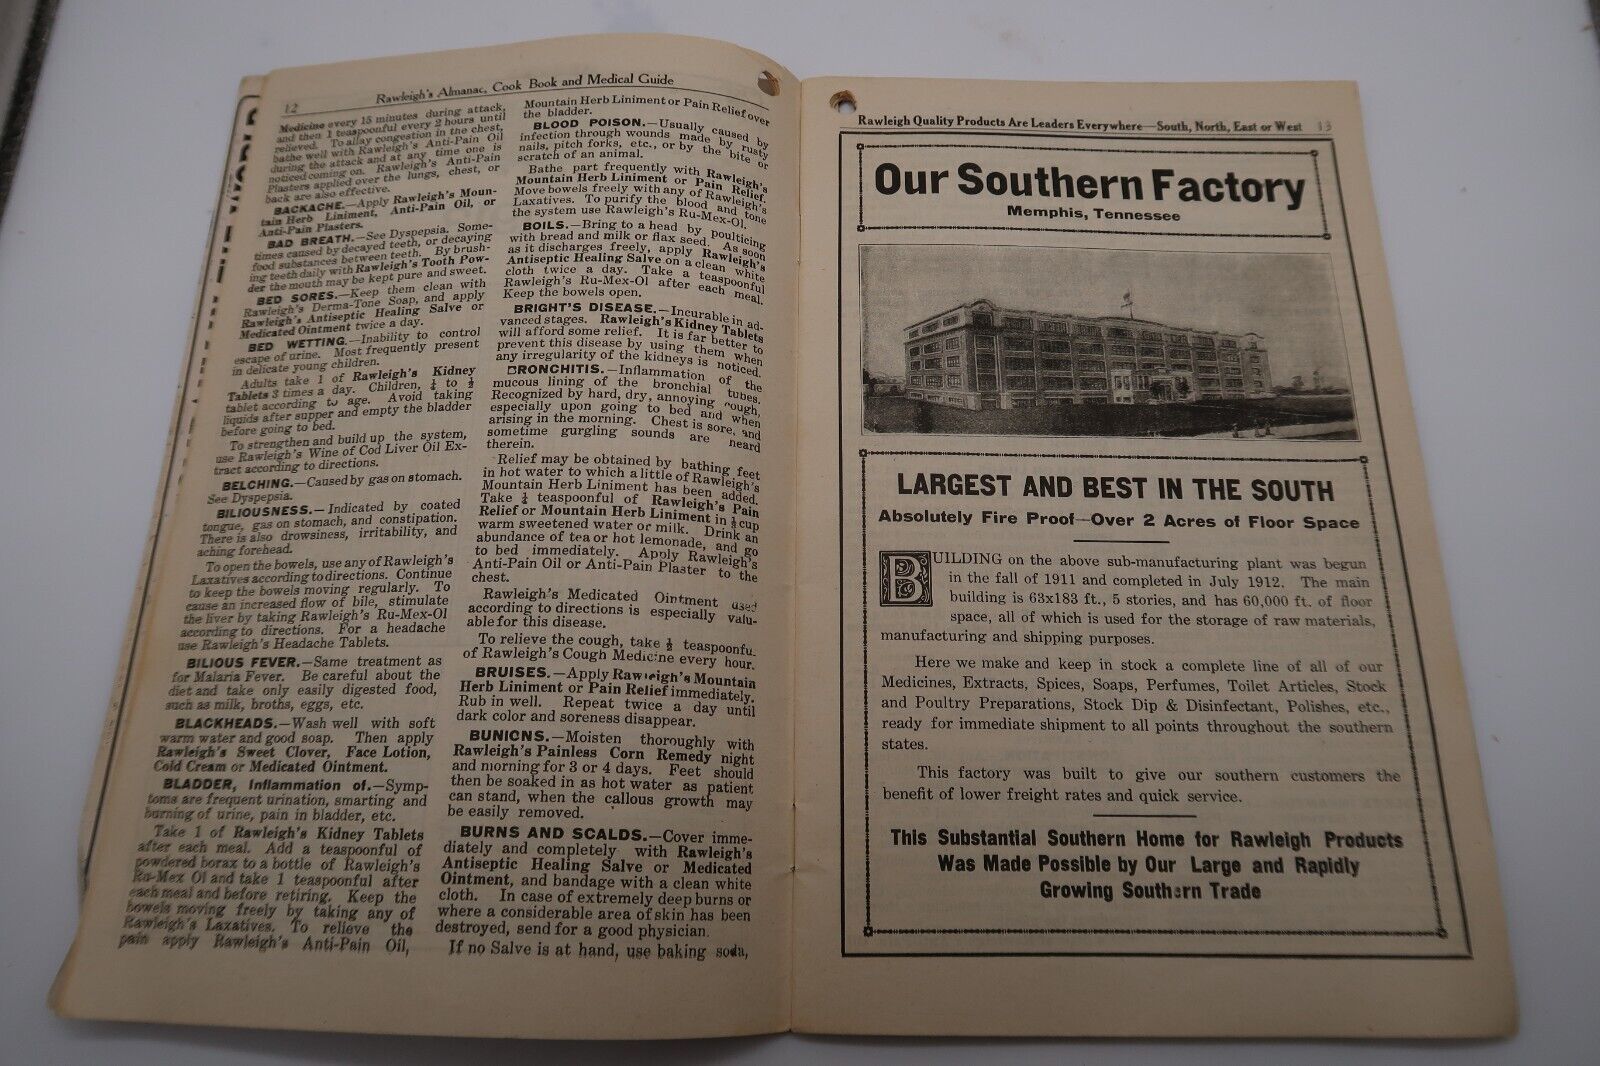 12
Rawleigh's Almanac, Cook Book and Medical Guide
Medicine every 15 minutes during attack,
and then 1 teaspoonful every 2 hours until
relieved. To allay congestion in the chest,
bathe well with Rawleigh's Anti-Pain Oil
during the attack and at any time one is
noticed coming on. Rawleigh's Anti-Pain
Plasters applied over the lungs, chest, or
back are also effective.
BACKACHE.—Apply Rawleigh's Moun-
tain Herb Liniment, Anti-Pain Oil, or
Anti-Pain Plasters.
BAD BREATH.—See Dyspepsia. Some-
times caused by decayed teeth, or decaying
food substances between teeth. By brush-
ing teeth daily with Rawleigh's Tooth Pow-
der the mouth may be kept pure and sweet.
BED SORES.—Keep them clean with
Rawleigh's Derma-Tone Soap, and apply
Rawleigh's Antiseptic Healing Salve or
Medicated Ointment twice a day.
BED WETTING.—Inability to control
escape of urine. Most frequently present
in delicate young children.
Adults take 1 of Rawleigh's Kidney
Tablets 3 times a day. Children, ¼ to ½
tablet according to age. Avoid taking
liquids after supper and empty the bladder
before going to bed.
To strengthen and build up the system,
use Rawleigh's Wine of Cod Liver Oil Ex-
tract according to directions.
BELCHING.—Caused by gas on stomach.
See Dyspepsia.
BILIOUSNESS.—Indicated by coated
tongue, gas on stomach, and constipation.
There is also drowsiness, irritability, and
aching forehead.
To open the bowels, use any of Rawleigh's
Laxatives according to directions. Continue
to keep the bowels moving regularly. To
cause an increased flow of bile, stimulate
the liver by taking Rawleigh's Ru-Mex-Ol
according to directions. For a headache
use Rawleigh's Headache Tablets.
BILIOUS FEVER.—Same treatment as
for Malaria Fever. Be careful about the
diet and take only easily digested food,
such as milk, broths, eggs, etc.
BLACKHEADS.—Wash well with soft
warm water and good soap. Then apply
Rawleigh's Sweet Clover, Face Lotion,
Cold Cream or Medicated Ointment.
BLADDER, Inflammation of.—Symp-
toms are frequent urination, smarting and
burning of urine, pain in bladder, etc.
Take 1 of Rawleigh's Kidney Tablets
after each meal. Add a teaspoonful of
powdered borax to a bottle of Rawleigh's
Ru-Mex Ol and take 1 teaspoonful after
each meal and before retiring. Keep the
bowels moving freely by taking any of
Rawleigh's Laxatives. To relieve the
pain apply Rawleigh's Anti-Pain Oil,
Mountain Herb Liniment or Pain Relief over
the bladder.
BLOOD POISON.—Usually caused by
infection through wounds made by rusty
nails, pitch forks, etc., or by the bite or
scratch of an animal.
Bathe part frequently with Rawleigh's
Mountain Herb Liniment or Pain Relief.
Move bowels freely with any of Rawleigh's
Laxatives. To purify the blood and tone
the system use Rawleigh's Ru-Mex-Ol.
BOILS.—Bring to a head by poulticing
with bread and milk or flax seed. As soon
as it discharges freely, apply Rawleigh's
Antiseptic Healing Salve on a clean white
cloth twice a day. Take a teaspoonful
Rawleigh's Ru-Mex-Ol after each meal.
Keep the bowels open.
BRIGHT'S DISEASE.—Incurable in ad-
vanced stages. Rawleigh's Kidney Tablets
will afford some relief. It is far better to
prevent this disease by using them when
any irregularity of the kidneys is noticed.
BRONCHITIS.—Inflammation of the
mucous lining of the bronchial tubes.
Recognized by hard, dry, annoying cough,
especially upon going to bed and when
arising in the morning. Chest is sore, and
sometime gurgling sounds are heard
therein.
Relief may be obtained by bathing feet
in hot water to which a little of Rawleigh's
Mountain Herb Liniment has been added.
Take ½ teaspoonful of Rawleigh's Pain
Relief or Mountain Herb Liniment in ½ cup
warm sweetened water or milk. Drink an
abundance of tea or hot lemonade, and go
to bed immediately. Apply Rawleigh's
Anti-Pain Oil or Anti-Pain Plaster to the
chest.
Rawleigh's Medicated Ointment used
according to directions is especially valu-
able for this disease.
To relieve the cough, take ½ teaspoonfu
of Rawleigh's Cough Medicine every hour.
BRUISES.—Apply Rawleigh's Mountain
Herb Liniment or Pain Relief immediately.
Rub in well. Repeat twice a day until
dark color and soreness disappear.
BUNIONS.—Moisten thoroughly with
Rawleigh's Painless Corn Remedy night
and morning for 3 or 4 days. Feet should
then be soaked in as hot water as patient
can stand, when the callous growth may
be easily removed.
BURNS AND SCALDS.—Cover imme-
diately and completely with Rawleigh's
Antiseptic Healing Salve or Medicated
Ointment, and bandage with a clean white
cloth. In case of extremely deep burns or
where a considerable area of skin has been
destroyed, send for a good physician.
If no Salve is at hand, use baking soda,
Rawleigh Quality Products Are Leaders Everywhere—South, North, East or West 13
Our Southern Factory
Memphis, Tennessee
LARGEST AND BEST IN THE SOUTH
Absolutely Fire Proof—Over 2 Acres of Floor Space
BUILDING on the above sub-manufacturing plant was begun
in the fall of 1911 and completed in July 1912. The main
building is 63x183 ft., 5 stories, and has 60,000 ft. of floor
space, all of which is used for the storage of raw materials,
manufacturing and shipping purposes.
Here we make and keep in stock a complete line of all of our
Medicines, Extracts, Spices, Soaps, Perfumes, Toilet Articles, Stock
and Poultry Preparations, Stock Dip & Disinfectant, Polishes, etc.,
ready for immediate shipment to all points throughout the southern
states.
This factory was built to give our southern customers the
benefit of lower freight rates and quick service.
This Substantial Southern Home for Rawleigh Products
Was Made Possible by Our Large and Rapidly
Growing Southern Trade